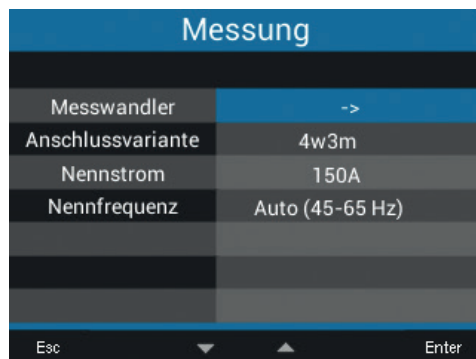 Messung
Messwandler ->
Anschlussvariante 4w3m
Nennstrom 150A
Nennfrequenz Auto (45-65 Hz)
Esc Enter